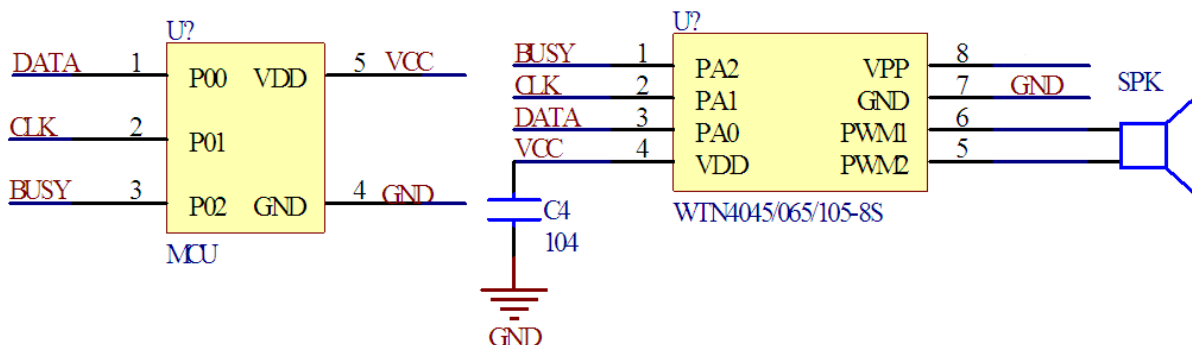 U?
DATA 1 P00 VDD 5 VCC
CLK 2 P01
BUSY 3 P02 GND 4 GND
MCU
U?
BUSY 1 PA2 VPP 8
CLK 2 PA1 GND 7 GND SPK
DATA 3 PA0 PWM1 6
VCC 4 VDD PWM2 5
C4 WTN4045/065/105-8S
104
GND